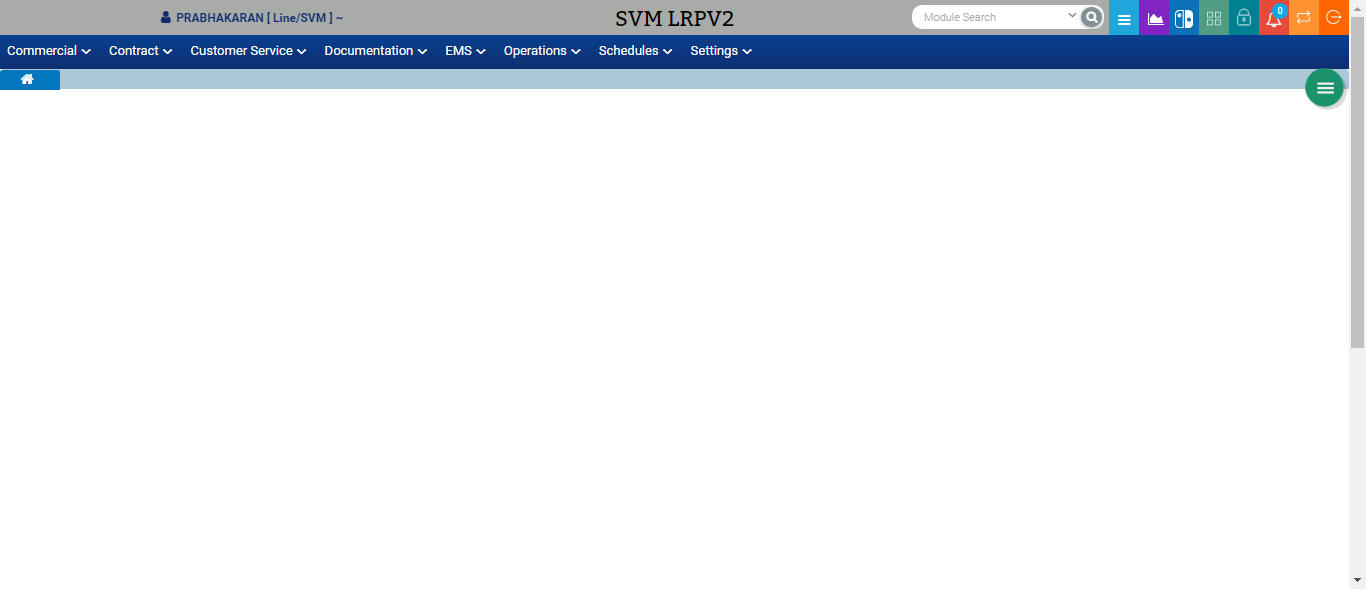 PRABHAKARAN [ Line/SVM ] ~
SVM LRPV2
Module Search
0
Commercial Contract Customer Service Documentation EMS Operations Schedules Settings